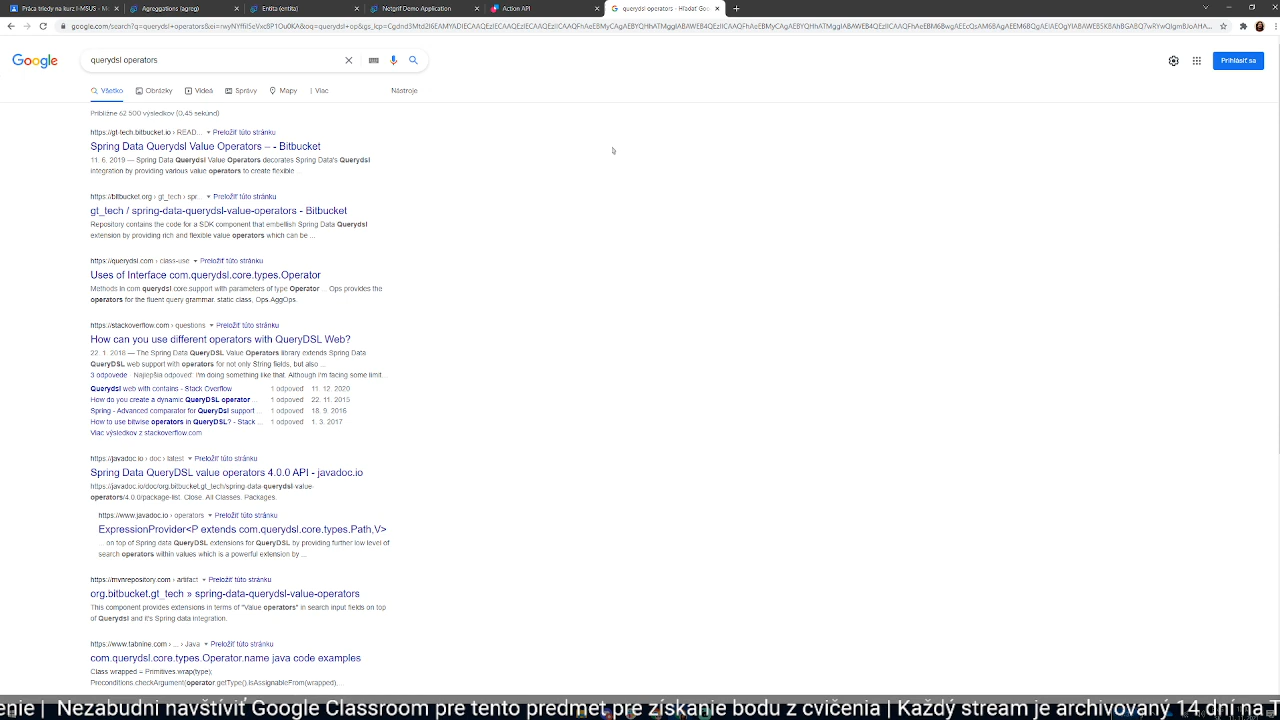 Práca triedy na kurz I-MSUS - M
Agreggations Isprngl
Entita londvojr
Netgrif Demo Application
Action API
querydsl operators - Hľadať Goog
Google
querydsl operators
Prihlásiť sa
Všetko
Obrázky
Videá
Správy
Mapy
Viac
Nástroje
Približne 62 500 výsledkov (0,45 sekúnd)
https://gt-tech.bitbucket.io › READ... Preložiť túto stránku
Spring Data Querydsl Value Operators – - Bitbucket
11. 6. 2019 — Spring Data Querydsl Value Operators decorates Spring Data's Querydsl
integration by providing various value operators to create flexible...
https://bitbucket.org › gt_tech › spr... Preložiť túto stránku
gt_tech / spring-data-querydsl-value-operators - Bitbucket
Repository contains the code for a SDK component that embellish Spring Data Querydsl
extension by providing rich and flexible value operators which can be ...
https://querydsl.com › class-use Preložiť túto stránku
Uses of Interface com.querydsl.core.types.Operator
Methods in com querydsl core.support with parameters of type Operator ... Ops provides the
operators for the fluent query grammar. static class, Ops.AggOps.
https://stackoverflow.com › questions Preložiť túto stránku
How can you use different operators with QueryDSL Web?
22. 1. 2018 — The Spring Data QueryDSL Value Operators library extends Spring Data
QueryDSL web support with operators for not only String fields, but also ...
3 odpovede Najlepšia odpoveď: I'm doing something like that. Although I'm facing some limit...
Querydsl web with contains - Stack Overflow 1 odpoveď 11. 12. 2020
How do you create a dynamic QueryDSL operator ... 1 odpoveď 22. 11. 2015
Spring - Advanced comparator for QueryDsl support ... 1 odpoveď 18. 9. 2016
How to use bitwise operators in QueryDSL? - Stack ... 1 odpoveď 1. 3. 2017
Viac výsledkov z stackoverflow.com
https://javadoc.io › doc › latest Preložiť túto stránku
Spring Data QueryDSL value operators 4.0.0 API - javadoc.io
https://javadoc.io/doc/org.bitbucket.gt_tech/spring-data-querydsl-value-
operators/4.0.0/package-list. Close. All Classes. Packages.
https://www.javadoc.io › operators Preložiť túto stránku
ExpressionProvider<P extends com.querydsl.core.types.Path,V>
on top of Spring data QueryDSL extensions for QueryDSL by providing further low level of
search operators within values which is a powerful extension by ...
https://mvnrepository.com › artifact Preložiť túto stránku
org.bitbucket.gt_tech » spring-data-querydsl-value-operators
This component provides extensions in terms of "Value operators" in search input fields on top
of Querydsl and it's Spring data integration.
https://www.tabnine.com › ... › Java Preložiť túto stránku
com.querydsl.core.types.Operator.name java code examples
Class wrapped = Primitives.wrap(type);
Preconditions.checkArgument(operator.getType().isAssignableFrom(wrapped),...
enie | Nezabudni navštíviť Google Classroom pre tento predmet pre získanie bodu z cvičenia | Každý stream je archivovaný 14 dní na T